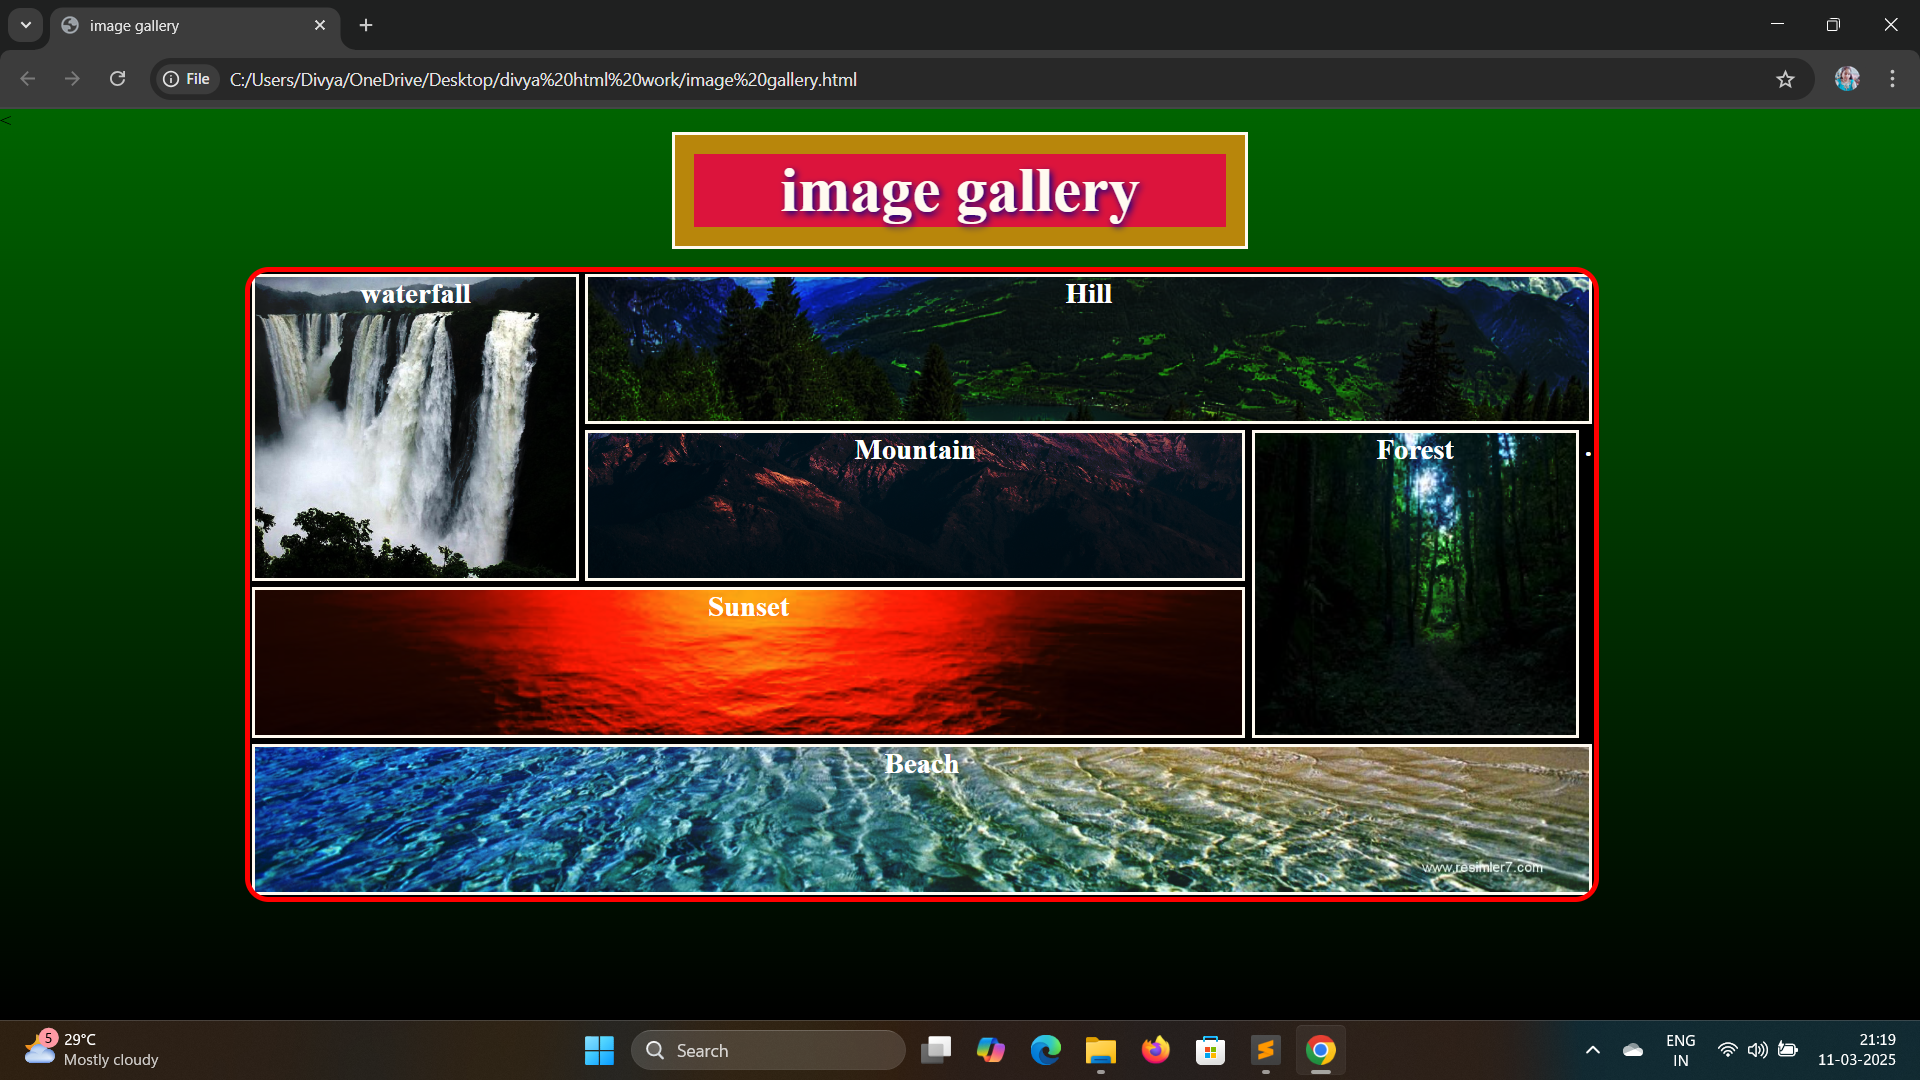 image gallery
File
C:/Users/Divya/OneDrive/Desktop/divya%20html%20work/image%20gallery.html
<
image gallery
waterfall
Hill
Mountain
Forest
.
Sunset
Beach
www.resimler7.com
5
29°C
Mostly cloudy
Search
ENG
IN
21:19
11-03-2025